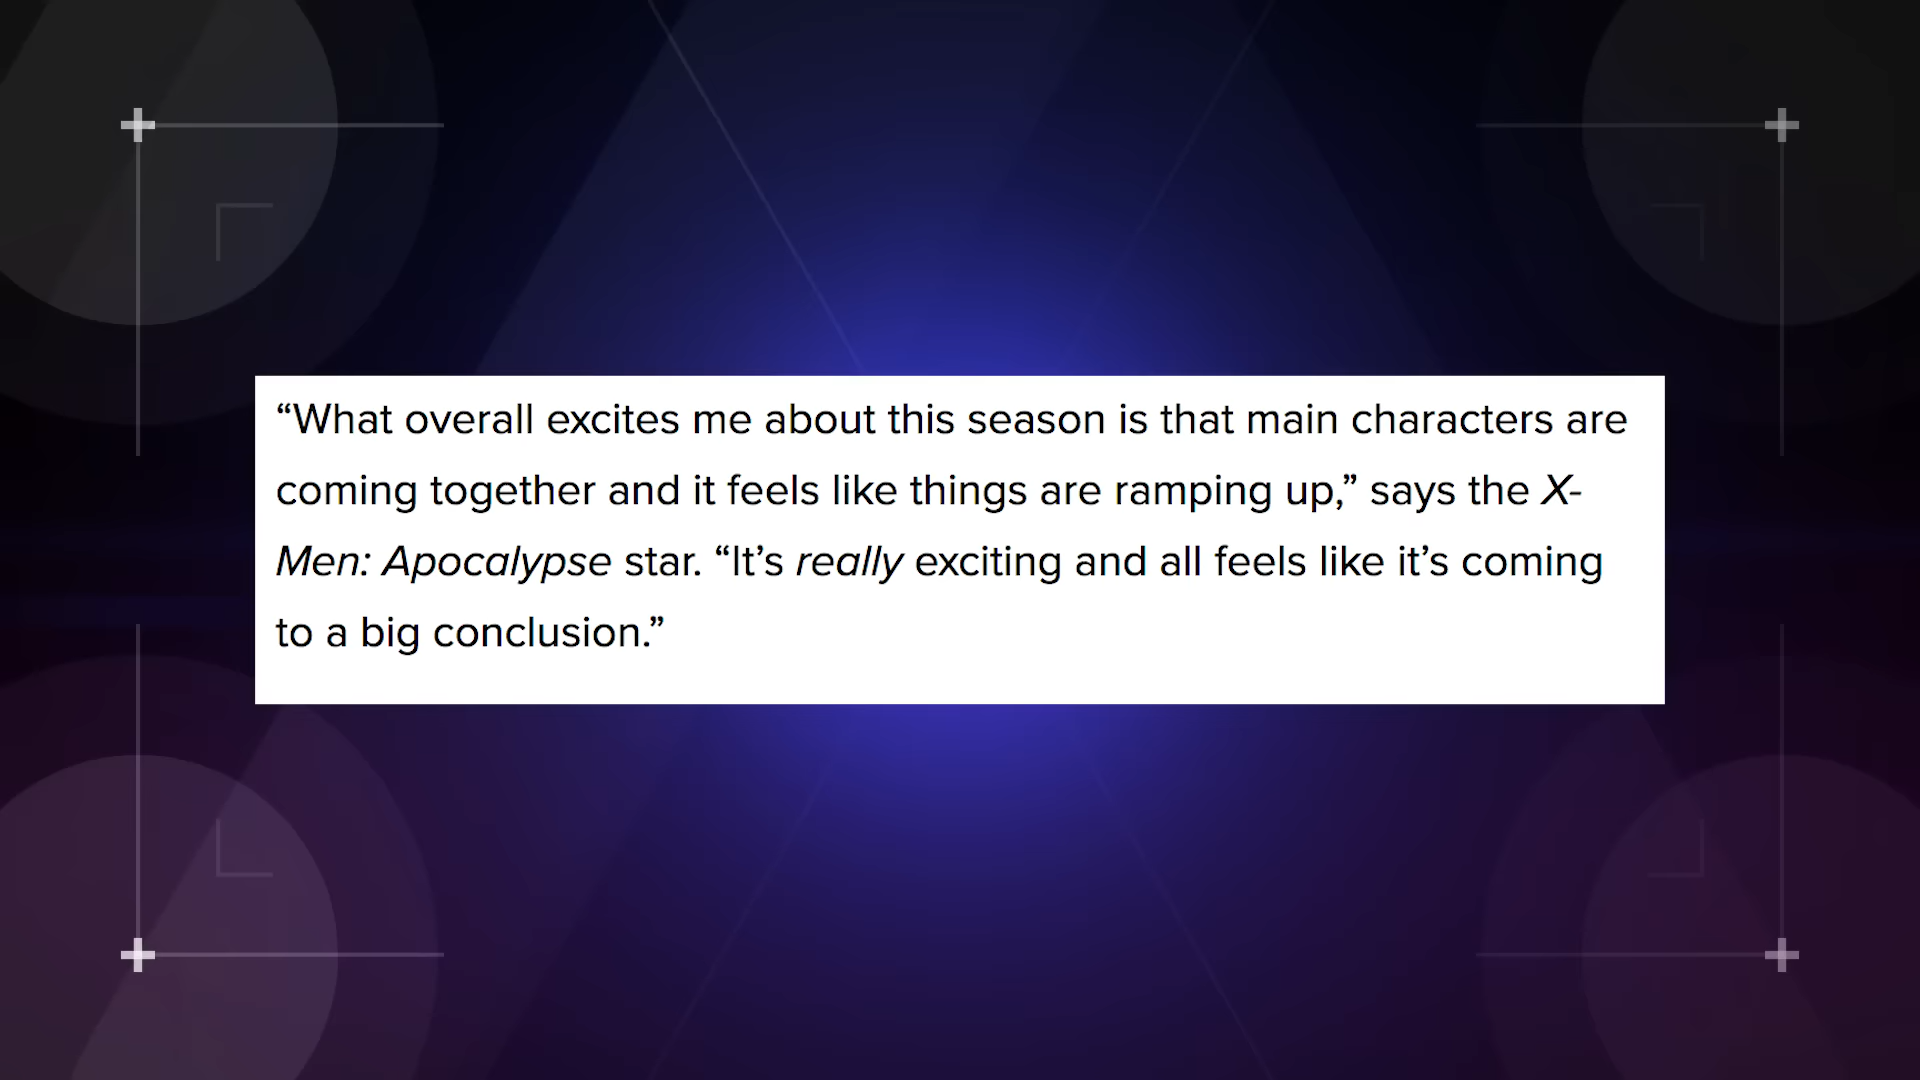 “What overall excites me about this season is that main characters are
coming together and it feels like things are ramping up,” says the X-
Men: Apocalypse star. “It’s really exciting and all feels like it’s coming
to a big conclusion.”